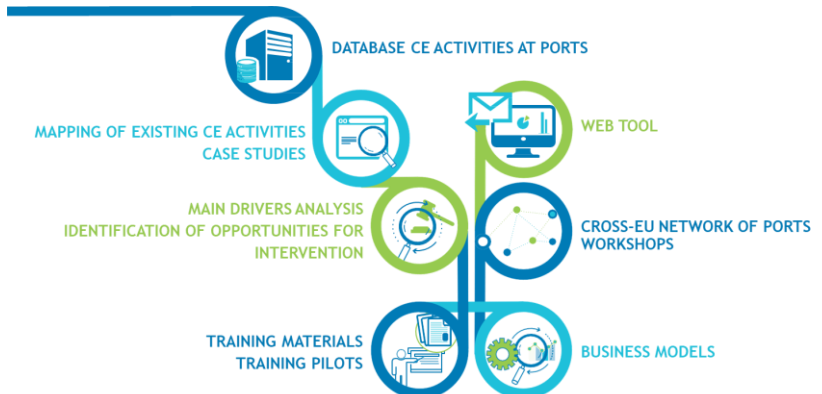 DATABASE CE ACTIVITIES AT PORTS
MAPPING OF EXISTING CE ACTIVITIES
CASE STUDIES
WEB TOOL
MAIN DRIVERS ANALYSIS
IDENTIFICATION OF OPPORTUNITIES FOR
INTERVENTION
CROSS-EU NETWORK OF PORTS
WORKSHOPS
TRAINING MATERIALS
TRAINING PILOTS
BUSINESS MODELS